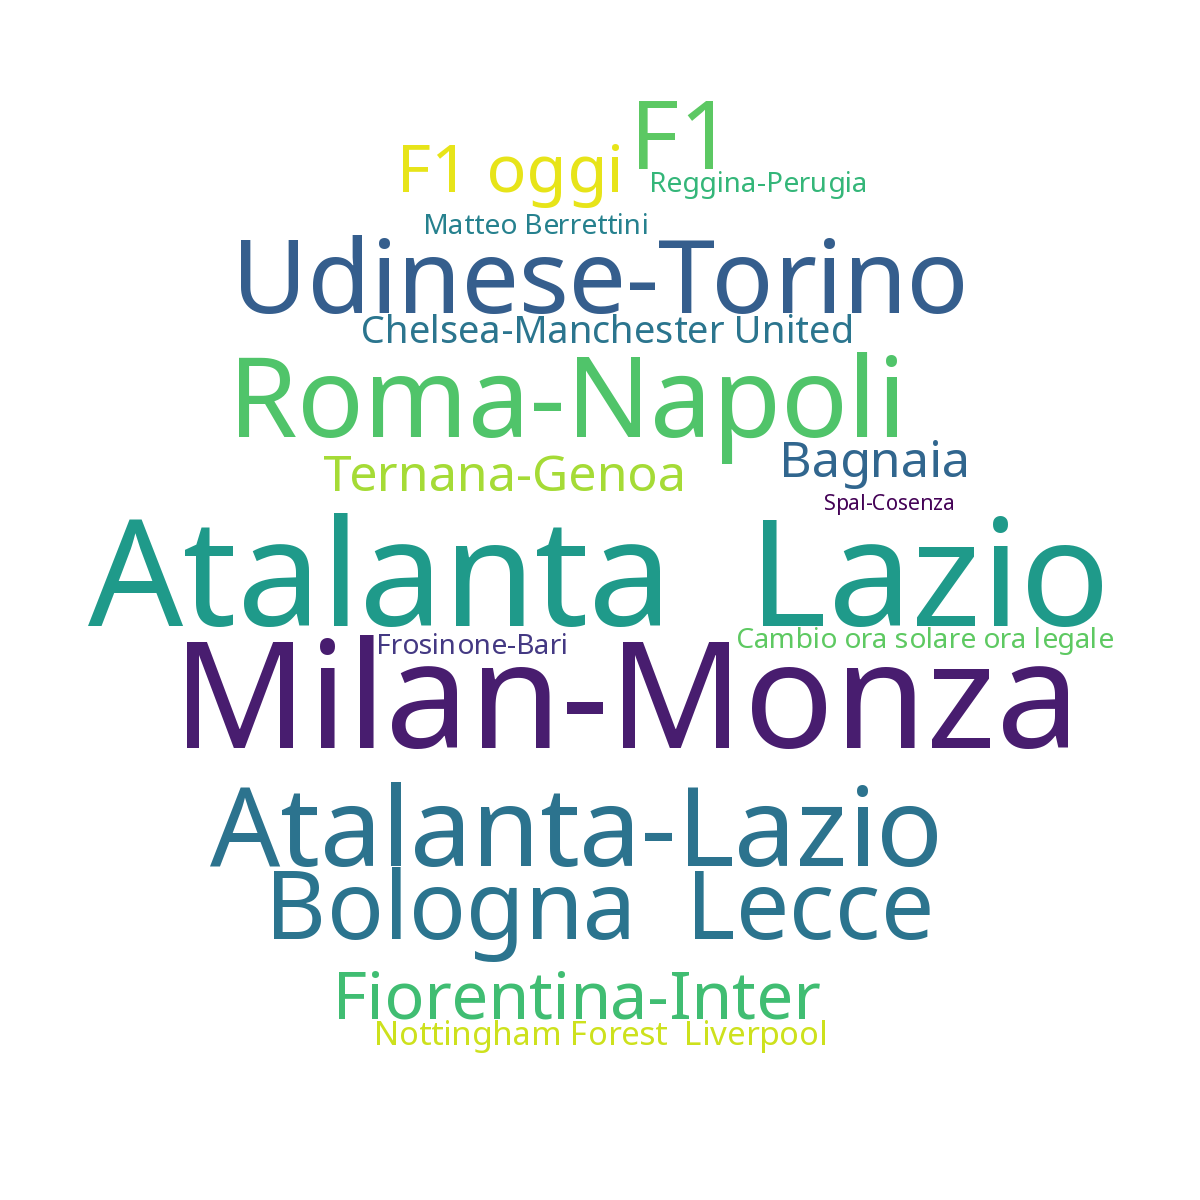 F1
F1 oggi
Reggina-Perugia
Matteo Berrettini
Udinese-Torino
Chelsea-Manchester United
Roma-Napoli
Bagnaia
Ternana-Genoa
Spal-Cosenza
Atalanta  Lazio
Cambio ora solare ora legale
Frosinone-Bari
Milan-Monza
Atalanta-Lazio
Bologna  Lecce
Fiorentina-Inter
Nottingham Forest  Liverpool